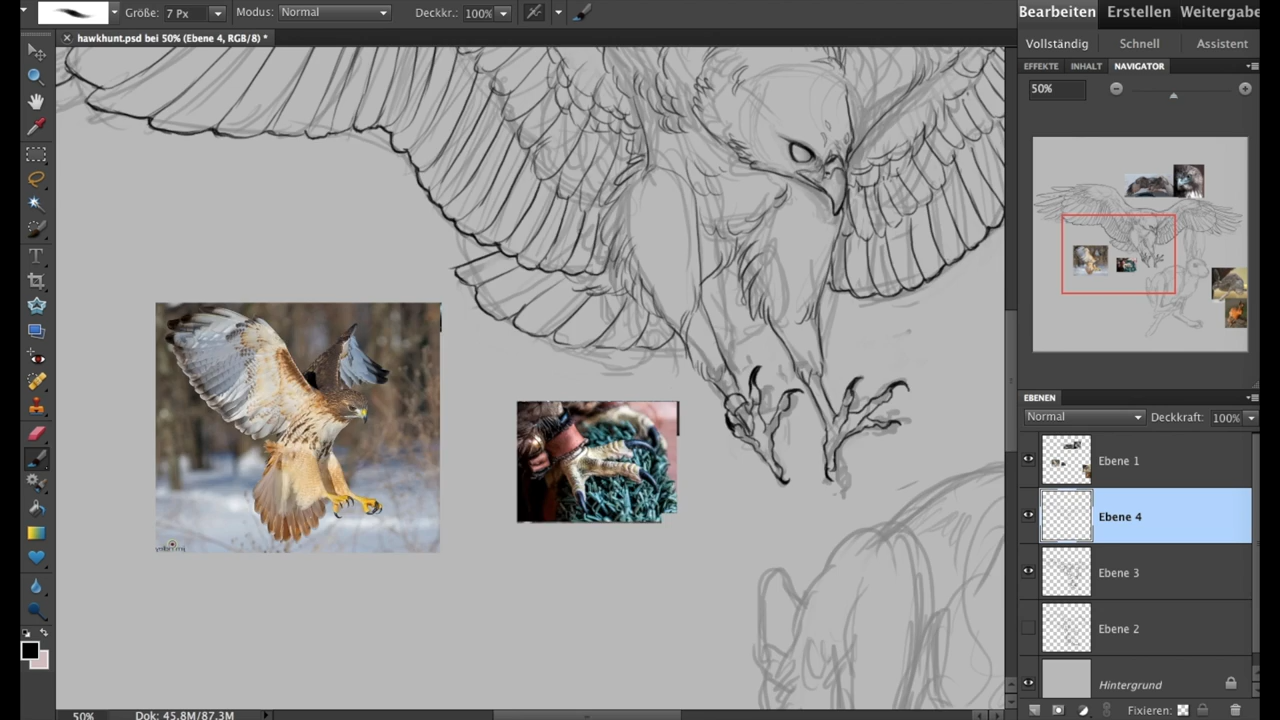 Größe: 7 Px Modus: Normal Deckkr.: 100%
Bearbeiten Erstellen Weitergabe
hawkhunt.psd bei 50% (Ebene 4, RGB/8) *
Vollständig Schnell Assistent
EFFEKTE INHALT NAVIGATOR
50%
EBENEN
Normal Deckkraft: 100%
Ebene 1
Ebene 4
Ebene 3
Ebene 2
Hintergrund
Fixieren:
50% Dok: 45,8M/87,3M